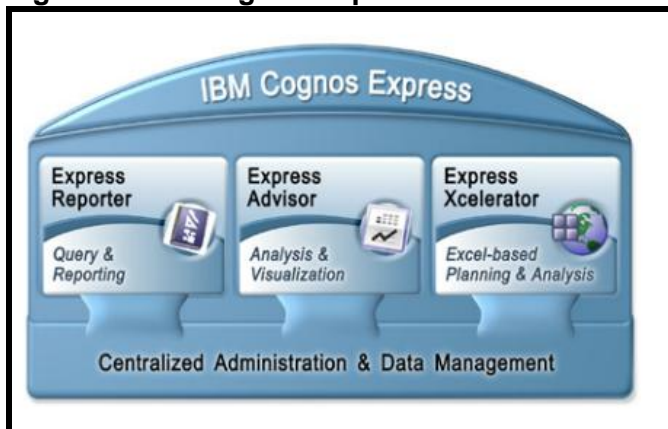 IBM Cognos Express
Express
Reporter
Query &
Reporting
Express
Advisor
Analysis &
Visualization
Express
Xcelerator
Excel-based
Planning & Analysis
Centralized Administration & Data Management